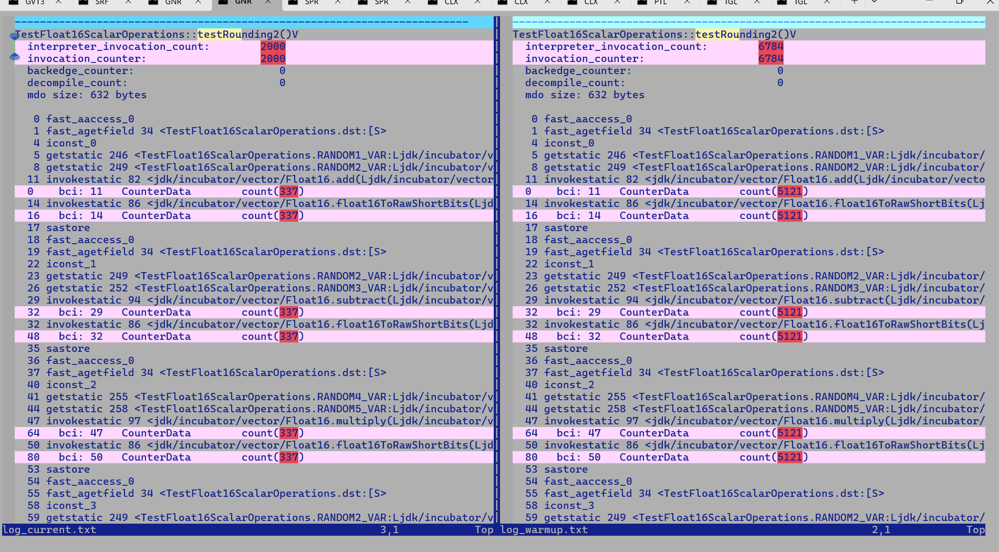 GVT3 SRF GNR GNR SPR SPR CLX CLX CLX PTL TGL TGL
TestFloat16ScalarOperations::testRounding2()V
interpreter_invocation_count: 2000
invocation_counter: 2000
backedge_counter: 0
decompile_count: 0
mdo size: 632 bytes
0 fast_aaccess_0
1 fast_agetfield 34 <TestFloat16ScalarOperations.dst:[S>
4 iconst_0
5 getstatic 246 <TestFloat16ScalarOperations.RANDOM1_VAR:Ljdk/incubator/v
8 getstatic 249 <TestFloat16ScalarOperations.RANDOM2_VAR:Ljdk/incubator/v
11 invokestatic 82 <jdk/incubator/vector/Float16.add(Ljdk/incubator/vector
0 bci: 11 CounterData count(337)
14 invokestatic 86 <jdk/incubator/vector/Float16.float16ToRawShortBits(Ljd
16 bci: 14 CounterData count(337)
17 sastore
18 fast_aaccess_0
19 fast_agetfield 34 <TestFloat16ScalarOperations.dst:[S>
22 iconst_1
23 getstatic 249 <TestFloat16ScalarOperations.RANDOM2_VAR:Ljdk/incubator/v
26 getstatic 252 <TestFloat16ScalarOperations.RANDOM3_VAR:Ljdk/incubator/v
29 invokestatic 94 <jdk/incubator/vector/Float16.subtract(Ljdk/incubator/v
32 bci: 29 CounterData count(337)
32 invokestatic 86 <jdk/incubator/vector/Float16.float16ToRawShortBits(Ljd
48 bci: 32 CounterData count(337)
35 sastore
36 fast_aaccess_0
37 fast_agetfield 34 <TestFloat16ScalarOperations.dst:[S>
40 iconst_2
41 getstatic 255 <TestFloat16ScalarOperations.RANDOM4_VAR:Ljdk/incubator/v
44 getstatic 258 <TestFloat16ScalarOperations.RANDOM5_VAR:Ljdk/incubator/v
47 invokestatic 97 <jdk/incubator/vector/Float16.multiply(Ljdk/incubator/v
64 bci: 47 CounterData count(337)
50 invokestatic 86 <jdk/incubator/vector/Float16.float16ToRawShortBits(Ljd
80 bci: 50 CounterData count(337)
53 sastore
54 fast_aaccess_0
55 fast_agetfield 34 <TestFloat16ScalarOperations.dst:[S>
58 iconst_3
59 getstatic 249 <TestFloat16ScalarOperations.RANDOM2_VAR:Ljdk/incubator/v
log_current.txt 3,1 Top
TestFloat16ScalarOperations::testRounding2()V
interpreter_invocation_count: 6784
invocation_counter: 6784
backedge_counter: 0
decompile_count: 0
mdo size: 632 bytes
0 fast_aaccess_0
1 fast_agetfield 34 <TestFloat16ScalarOperations.dst:[S>
4 iconst_0
5 getstatic 246 <TestFloat16ScalarOperations.RANDOM1_VAR:Ljdk/incubator/
8 getstatic 249 <TestFloat16ScalarOperations.RANDOM2_VAR:Ljdk/incubator/
11 invokestatic 82 <jdk/incubator/vector/Float16.add(Ljdk/incubator/vecto
0 bci: 11 CounterData count(5121)
14 invokestatic 86 <jdk/incubator/vector/Float16.float16ToRawShortBits(Lj
16 bci: 14 CounterData count(5121)
17 sastore
18 fast_aaccess_0
19 fast_agetfield 34 <TestFloat16ScalarOperations.dst:[S>
22 iconst_1
23 getstatic 249 <TestFloat16ScalarOperations.RANDOM2_VAR:Ljdk/incubator/
26 getstatic 252 <TestFloat16ScalarOperations.RANDOM3_VAR:Ljdk/incubator/
29 invokestatic 94 <jdk/incubator/vector/Float16.subtract(Ljdk/incubator/
32 bci: 29 CounterData count(5121)
32 invokestatic 86 <jdk/incubator/vector/Float16.float16ToRawShortBits(Lj
48 bci: 32 CounterData count(5121)
35 sastore
36 fast_aaccess_0
37 fast_agetfield 34 <TestFloat16ScalarOperations.dst:[S>
40 iconst_2
41 getstatic 255 <TestFloat16ScalarOperations.RANDOM4_VAR:Ljdk/incubator/
44 getstatic 258 <TestFloat16ScalarOperations.RANDOM5_VAR:Ljdk/incubator/
47 invokestatic 97 <jdk/incubator/vector/Float16.multiply(Ljdk/incubator/
64 bci: 47 CounterData count(5121)
50 invokestatic 86 <jdk/incubator/vector/Float16.float16ToRawShortBits(Lj
80 bci: 50 CounterData count(5121)
53 sastore
54 fast_aaccess_0
55 fast_agetfield 34 <TestFloat16ScalarOperations.dst:[S>
58 iconst_3
59 getstatic 249 <TestFloat16ScalarOperations.RANDOM2_VAR:Ljdk/incubator/
log_warmup.txt 2,1 Top